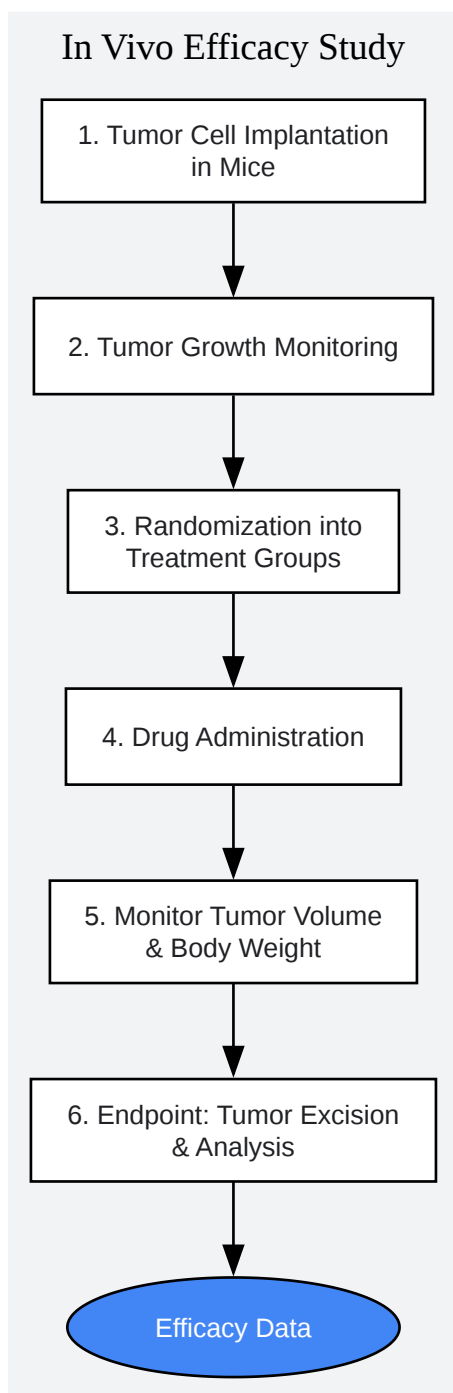 In Vivo Efficacy Study
1. Tumor Cell Implantation
in Mice
2. Tumor Growth Monitoring
3. Randomization into
Treatment Groups
4. Drug Administration
5. Monitor Tumor Volume
& Body Weight
6. Endpoint: Tumor Excision
& Analysis
Efficacy Data